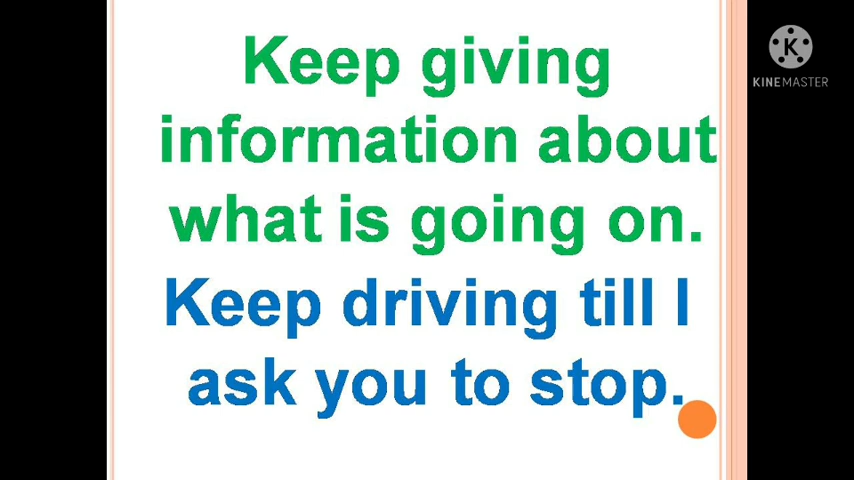 Keep giving
information about
what is going on.
Keep driving till I
ask you to stop.
KINEMASTER